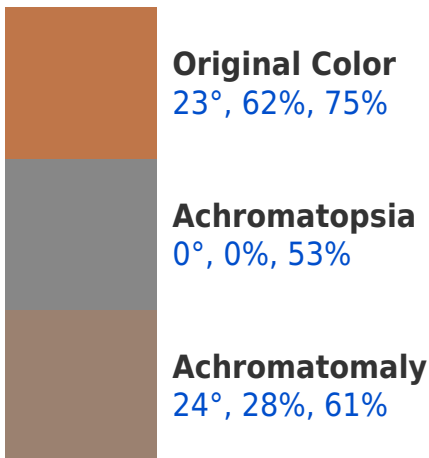 Original Color
23°, 62%, 75%
Achromatopsia
0°, 0%, 53%
Achromatomaly
24°, 28%, 61%